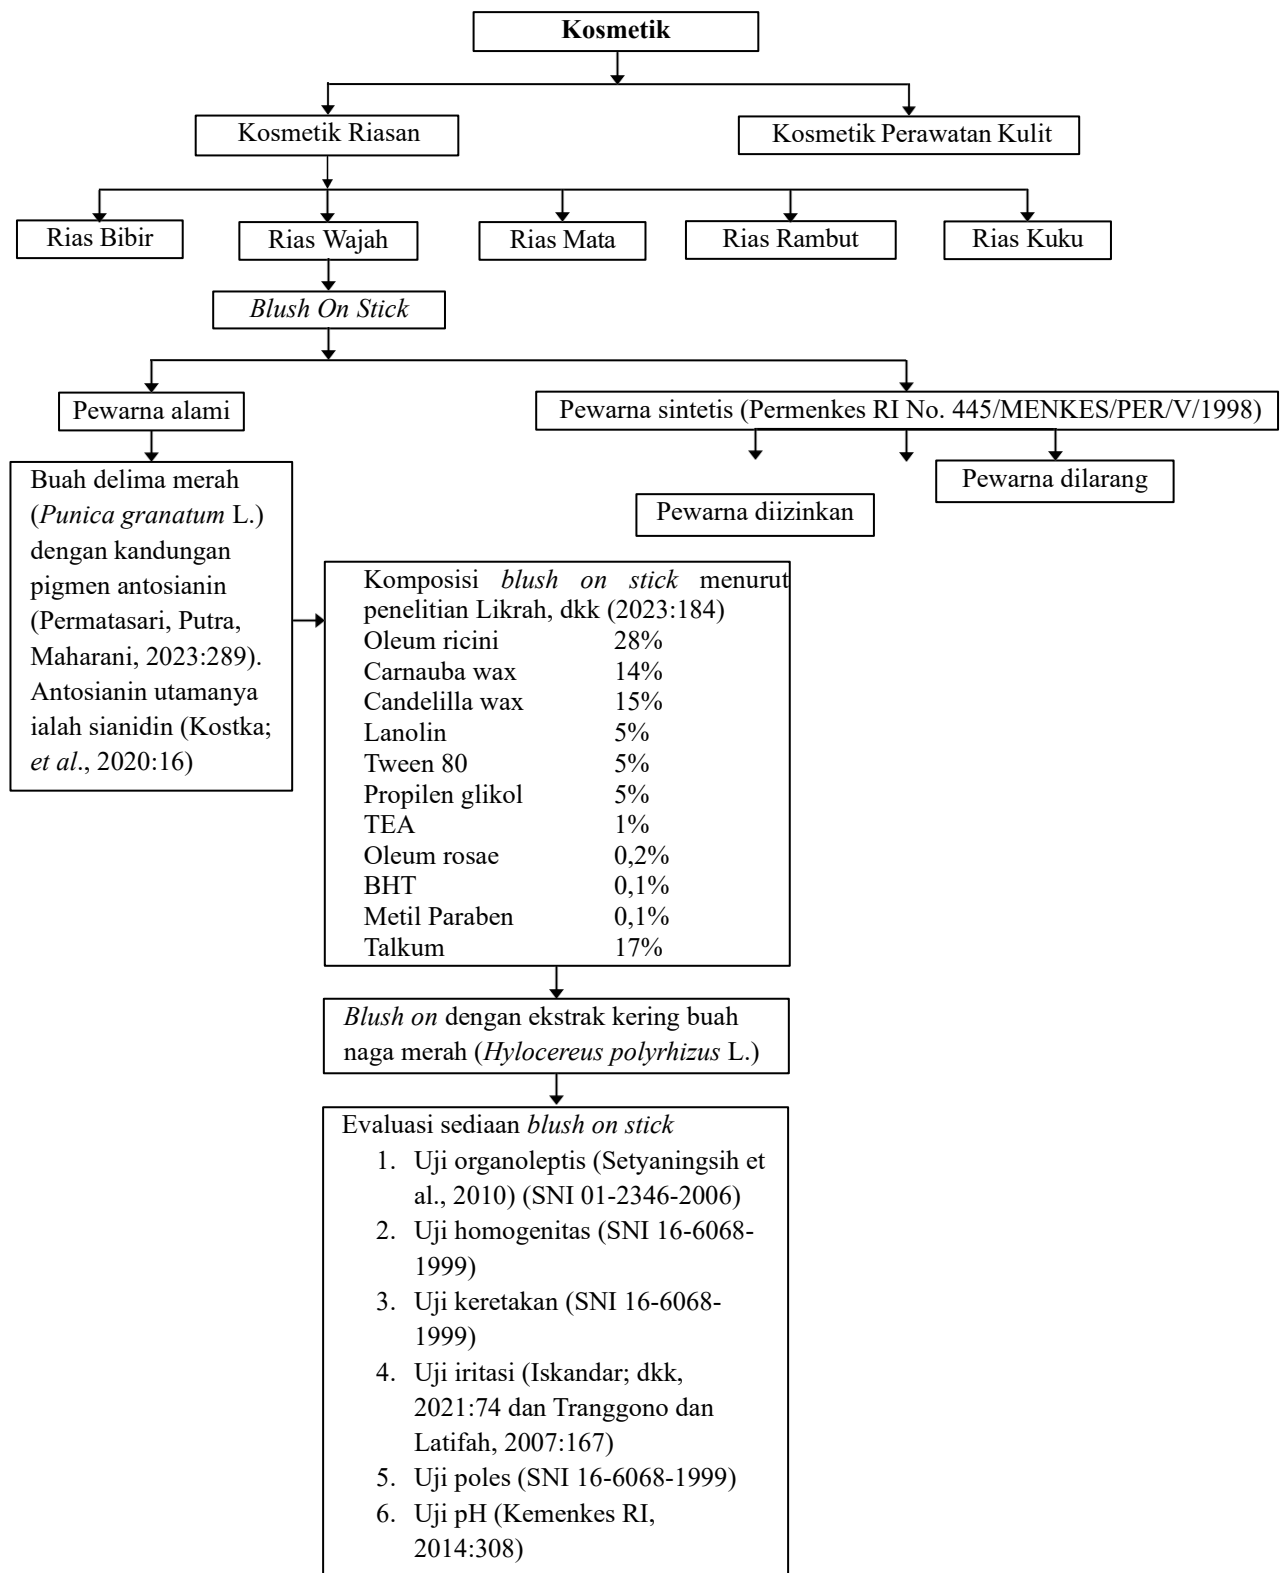 Kosmetik
Kosmetik Riasan
Kosmetik Perawatan Kulit
Rias Bibir
Rias Wajah
Rias Mata
Rias Rambut
Rias Kuku
Blush On Stick
Pewarna alami
Pewarna sintetis (Permenkes RI No. 445/MENKES/PER/V/1998)
Buah delima merah
(Punica granatum L.)
dengan kandungan
pigmen antosianin
(Permatasari, Putra,
Maharani, 2023:289).
Antosianin utamanya
ialah sianidin (Kostka;
et al., 2020:16)
Pewarna diizinkan
Pewarna dilarang
Komposisi blush on stick menurut
penelitian Likrah, dkk (2023:184)
Oleum ricini 28%
Carnauba wax 14%
Candelilla wax 15%
Lanolin 5%
Tween 80 5%
Propilen glikol 5%
TEA 1%
Oleum rosae 0,2%
BHT 0,1%
Metil Paraben 0,1%
Talkum 17%
Blush on dengan ekstrak kering buah
naga merah (Hylocereus polyrhizus L.)
Evaluasi sediaan blush on stick
1. Uji organoleptis (Setyaningsih et
al., 2010) (SNI 01-2346-2006)
2. Uji homogenitas (SNI 16-6068-
1999)
3. Uji keretakan (SNI 16-6068-
1999)
4. Uji iritasi (Iskandar; dkk,
2021:74 dan Tranggono dan
Latifah, 2007:167)
5. Uji poles (SNI 16-6068-1999)
6. Uji pH (Kemenkes RI,
2014:308)